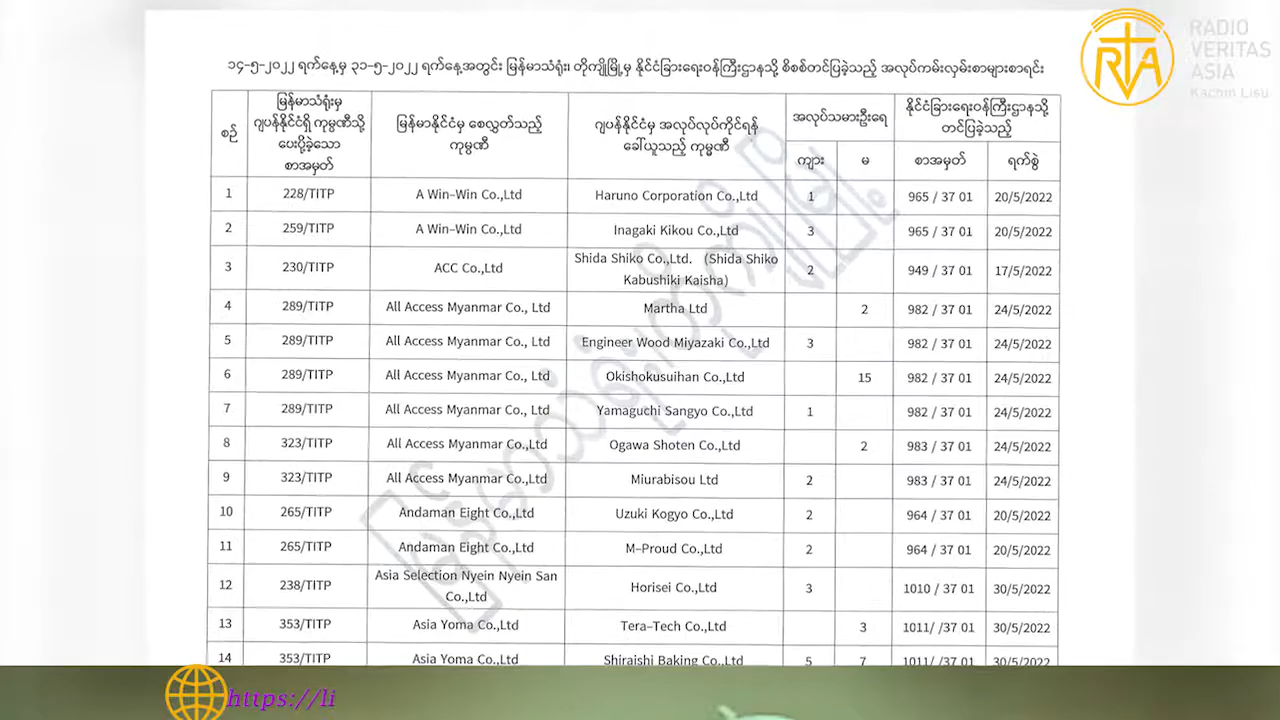 RADIO
VERITAS
ASIA
Kachin Lisu
၁၄-၅-၂၀၂၂ ရက်နေ့မှ ၃၁-၅-၂၀၂၂ ရက်နေ့အတွင်း မြန်မာသံရုံး၊ တိုကျိုမြို့မှ နိုင်ငံခြားရေးဝန်ကြီးဌာနသို့ စိစစ်တင်ပြခဲ့သည့် အလုပ်ကမ်းလှမ်းစာများစာရင်း
စဉ်
မြန်မာသံရုံးမှ
ဂျပန်နိုင်ငံရှိ ကုမ္ပဏီသို့
ပေးပို့ခဲ့သော
စာအမှတ်
မြန်မာနိုင်ငံမှ စေလွှတ်သည့်
ကုမ္ပဏီ
ဂျပန်နိုင်ငံမှ အလုပ်လုပ်ကိုင်ရန်
ခေါ်ယူသည့် ကုမ္ပဏီ
အလုပ်သမားဦးရေ
ကျား မ
နိုင်ငံခြားရေးဝန်ကြီးဌာနသို့
တင်ပြခဲ့သည့်
စာအမှတ် ရက်စွဲ
1 228/TITP A Win-Win Co.,Ltd Haruno Corporation Co.,Ltd 1 965 / 37 01 20/5/2022
2 259/TITP A Win-Win Co.,Ltd Inagaki Kikou Co.,Ltd 3 965 / 37 01 20/5/2022
3 230/TITP ACC Co.,Ltd Shida Shiko Co.,Ltd. (Shida Shiko
Kabushiki Kaisha) 2 949 / 37 01 17/5/2022
4 289/TITP All Access Myanmar Co., Ltd Martha Ltd 2 982 / 37 01 24/5/2022
5 289/TITP All Access Myanmar Co., Ltd Engineer Wood Miyazaki Co.,Ltd 3 982 / 37 01 24/5/2022
6 289/TITP All Access Myanmar Co., Ltd Okishokusuihan Co.,Ltd 15 982 / 37 01 24/5/2022
7 289/TITP All Access Myanmar Co., Ltd Yamaguchi Sangyo Co.,Ltd 1 982 / 37 01 24/5/2022
8 323/TITP All Access Myanmar Co.,Ltd Ogawa Shoten Co.,Ltd 2 983 / 37 01 24/5/2022
9 323/TITP All Access Myanmar Co.,Ltd Miurabisou Ltd 2 983 / 37 01 24/5/2022
10 265/TITP Andaman Eight Co.,Ltd Uzuki Kogyo Co.,Ltd 2 964 / 37 01 20/5/2022
11 265/TITP Andaman Eight Co.,Ltd M-Proud Co.,Ltd 2 964 / 37 01 20/5/2022
12 238/TITP Asia Selection Nyein Nyein San
Co.,Ltd Horisei Co.,Ltd 3 1010 / 37 01 30/5/2022
13 353/TITP Asia Yoma Co.,Ltd Tera-Tech Co.,Ltd 3 1011/ /37 01 30/5/2022
14 353/TITP Asia Yoma Co.,Ltd Shiraishi Baking Co.,Ltd 5 7 1011/ /37 01 30/5/2022
မြန်မာသံရုံး၊တိုကျိုမြို့
https://li